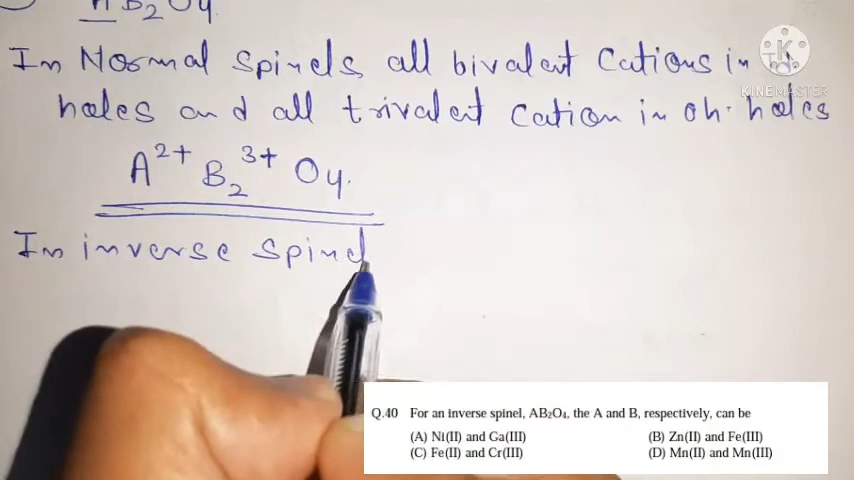 AB₂O₄.
In Normal Spinels all bivalent Cations in
KINEMASTER
holes and all trivalent Cation in oh. holes
A²⁺ B₂³⁺ O₄.
In inverse Spinel
Q.40 For an inverse spinel, AB₂O₄, the A and B, respectively, can be
(A) Ni(II) and Ga(III) (B) Zn(II) and Fe(III)
(C) Fe(II) and Cr(III) (D) Mn(II) and Mn(III)